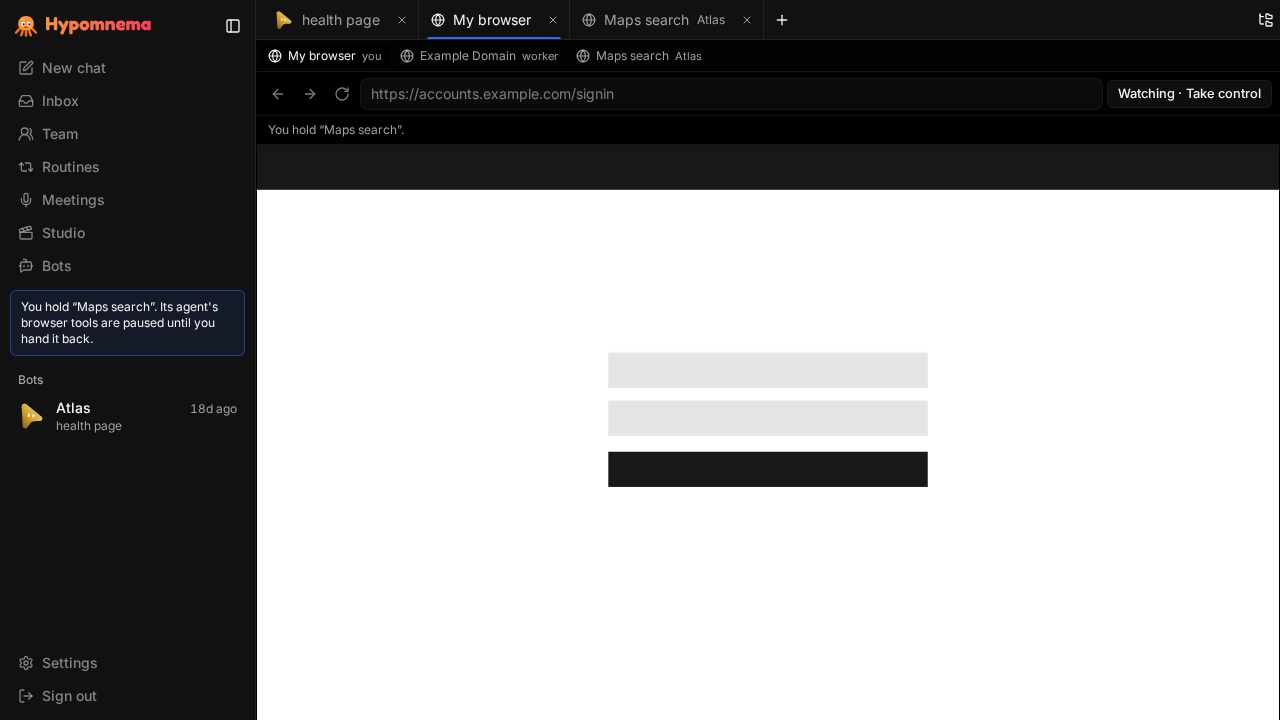 Hypomnema
New chat
Inbox
Team
Routines
Meetings
Studio
Bots
You hold “Maps search”. Its agent's
browser tools are paused until you
hand it back.
Bots
Atlas 18d ago
health page
Settings
Sign out
health page
My browser
Maps search Atlas
My browser you
Example Domain worker
Maps search Atlas
https://accounts.example.com/signin
Watching · Take control
You hold “Maps search”.